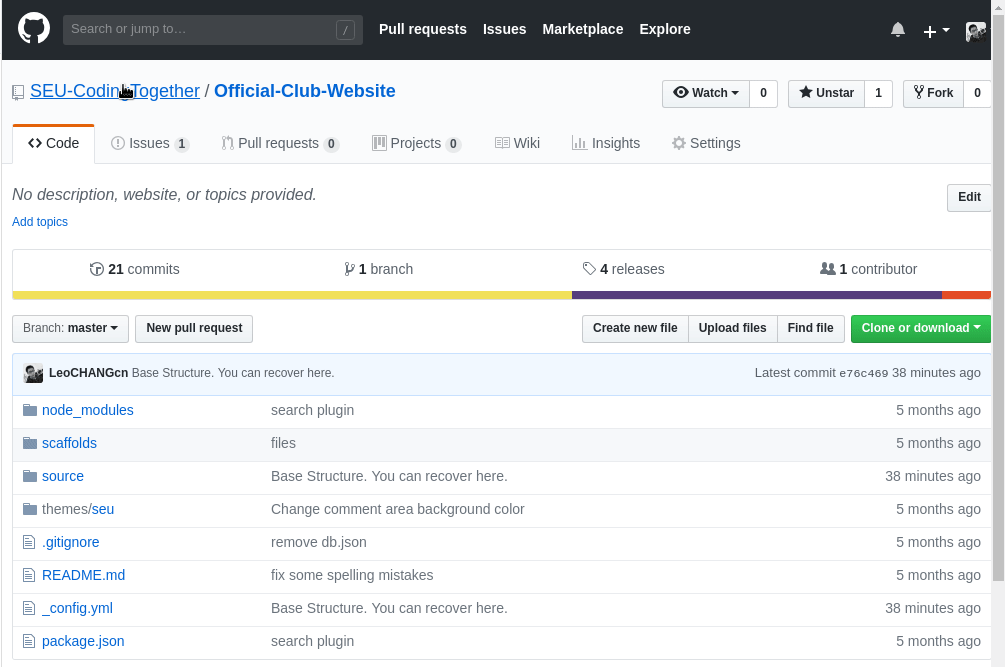 Search or jump to… / Pull requests Issues Marketplace Explore
SEU-Coding-Together / Official-Club-Website Watch 0 Unstar 1 Fork 0
Code Issues 1 Pull requests 0 Projects 0 Wiki Insights Settings
No description, website, or topics provided. Edit
Add topics
21 commits 1 branch 4 releases 1 contributor
Branch: master New pull request Create new file Upload files Find file Clone or download
LeoCHANGcn Base Structure. You can recover here. Latest commit e76c469 38 minutes ago
node_modules search plugin 5 months ago
scaffolds files 5 months ago
source Base Structure. You can recover here. 38 minutes ago
themes/seu Change comment area background color 5 months ago
.gitignore remove db.json 5 months ago
README.md fix some spelling mistakes 5 months ago
_config.yml Base Structure. You can recover here. 38 minutes ago
package.json search plugin 5 months ago